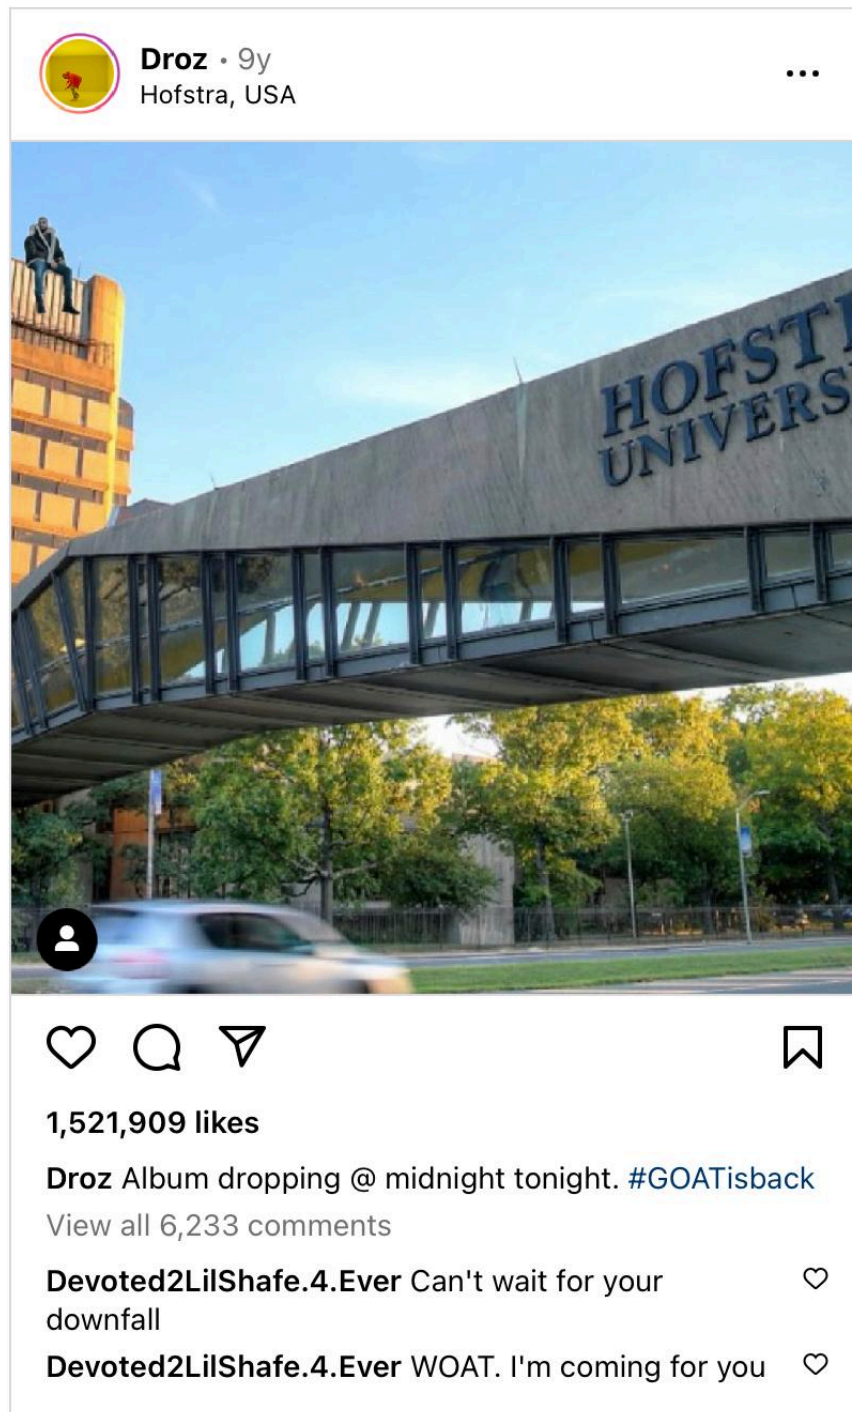 Droz • 9y
Hofstra, USA
HOFST
UNIVERS
1,521,909 likes
Droz Album dropping @ midnight tonight. #GOATisback
View all 6,233 comments
Devoted2LilShafe.4.Ever Can't wait for your
downfall
Devoted2LilShafe.4.Ever WOAT. I'm coming for you